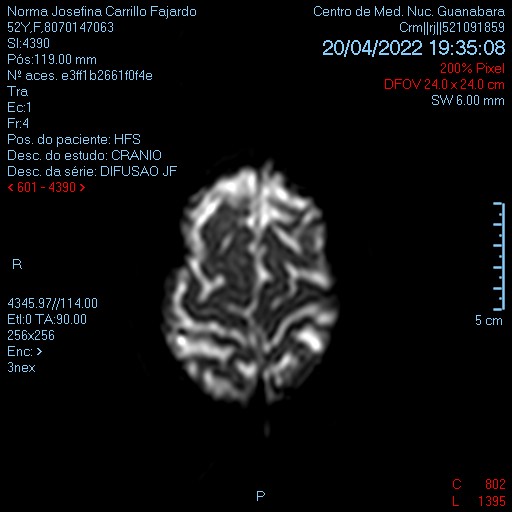 Norma Josefina Carrillo Fajardo
52Y,F,8070147063
SI:4390
Pós:119.00 mm
Nº aces. e3ff1b2661f0f4e
Tra
Ec:1
Fr:4
Pos. do paciente: HFS
Desc. do estudo: CRANIO
Desc. da série: DIFUSAO JF
< 601 - 4390 >
Centro de Med. Nuc. Guanabara
Crm||rj||521091859
20/04/2022 19:35:08
200% Pixel
DFOV 24.0 x 24.0 cm
SW 6.00 mm
R
5 cm
4345.97//114.00
Etl:0 TA:90.00
256x256
Enc: >
3nex
P
C 802
L 1395